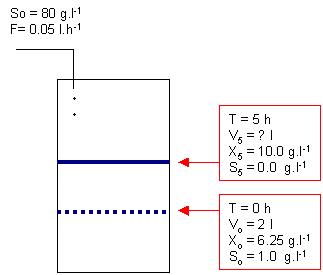 So = 80 g.l⁻¹
F= 0.05 l.h⁻¹
T = 5 h
V₅ = ? l
X₅ = 10.0 g.l⁻¹
S₅ = 0.0 g.l⁻¹
T = 0 h
Vₒ = 2 l
Xₒ = 6.25 g.l⁻¹
Sₒ = 1.0 g.l⁻¹